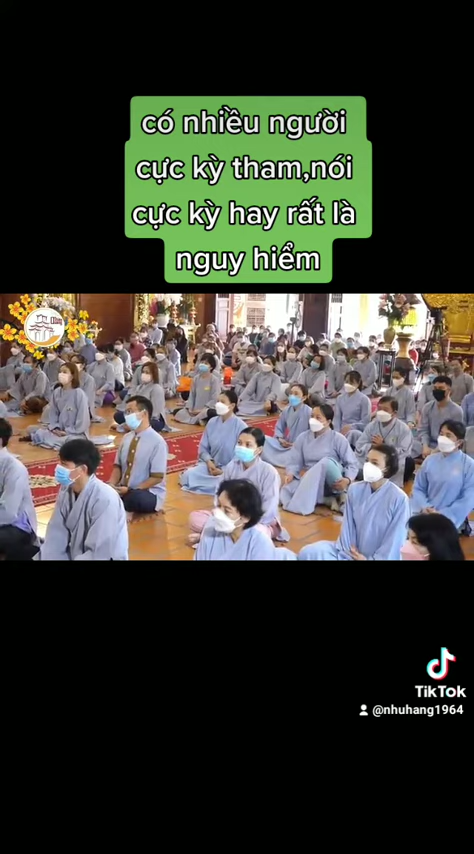 có nhiều người
cực kỳ tham,nói
cực kỳ hay rất là
nguy hiểm
TikTok
@nhuhang1964